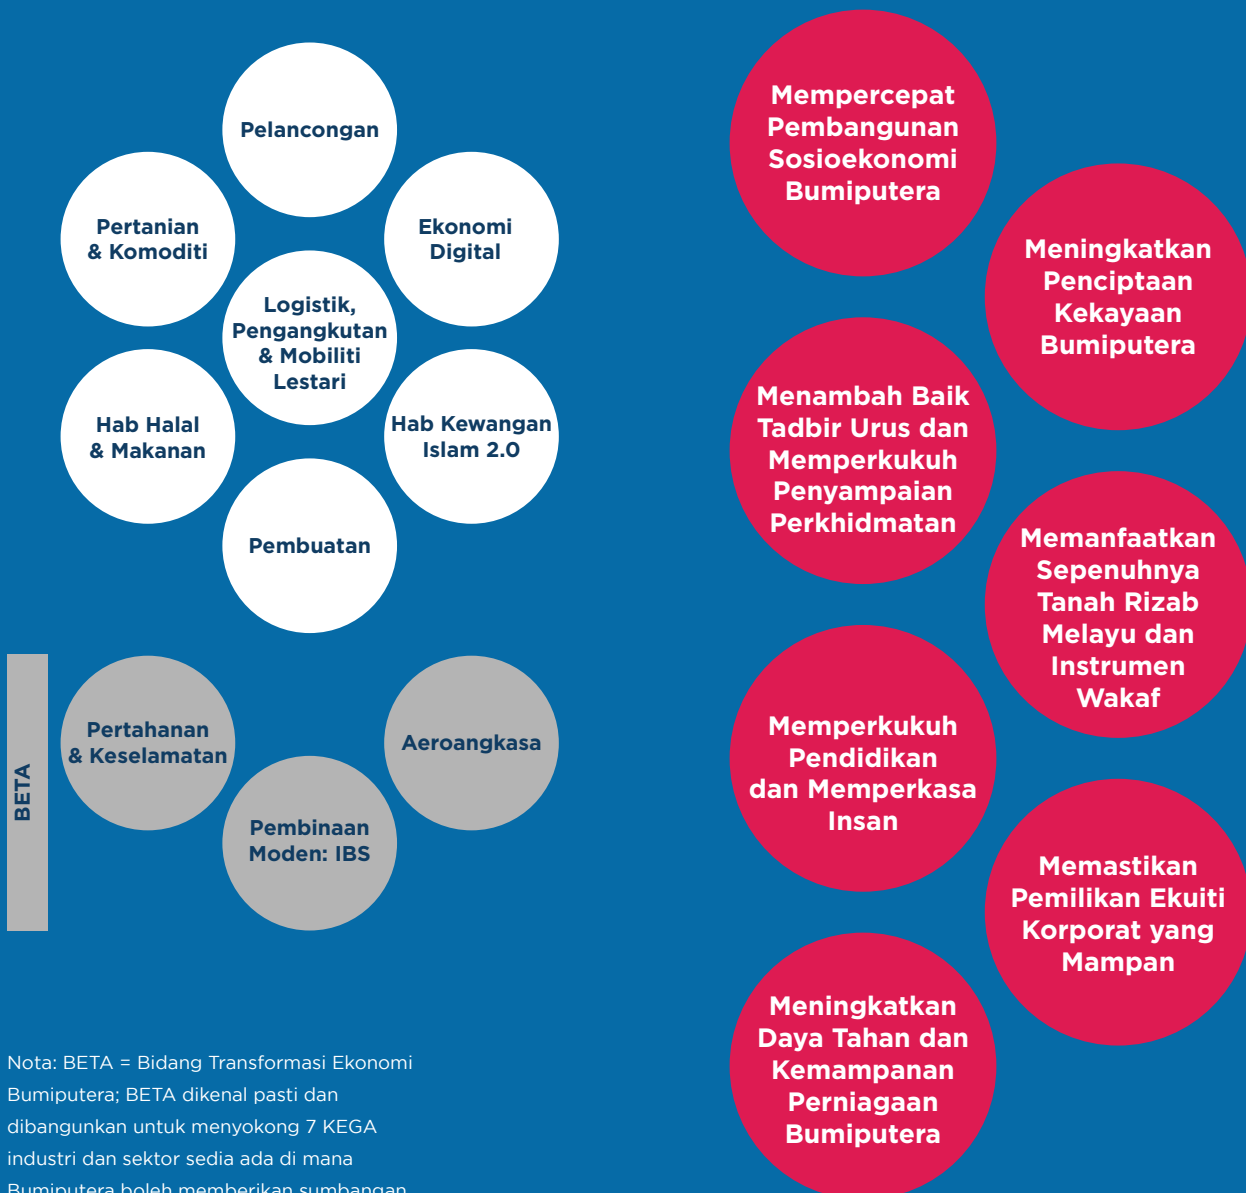 Pelancongan
Pertanian
& Komoditi
Ekonomi
Digital
Logistik,
Pengangkutan
& Mobiliti
Lestari
Hab Halal
& Makanan
Hab Kewangan
Islam 2.0
Pembuatan
BETA
Pertahanan
& Keselamatan
Aeroangkasa
Pembinaan
Moden: IBS
Nota: BETA = Bidang Transformasi Ekonomi
Bumiputera; BETA dikenal pasti dan
dibangunkan untuk menyokong 7 KEGA
industri dan sektor sedia ada di mana
Bumiputera boleh memberikan sumbangan
Mempercepat
Pembangunan
Sosioekonomi
Bumiputera
Meningkatkan
Penciptaan
Kekayaan
Bumiputera
Menambah Baik
Tadbir Urus dan
Memperkukuh
Penyampaian
Perkhidmatan
Memanfaatkan
Sepenuhnya
Tanah Rizab
Melayu dan
Instrumen
Wakaf
Memperkukuh
Pendidikan
dan Memperkasa
Insan
Memastikan
Pemilikan Ekuiti
Korporat yang
Mampan
Meningkatkan
Daya Tahan dan
Kemampanan
Perniagaan
Bumiputera